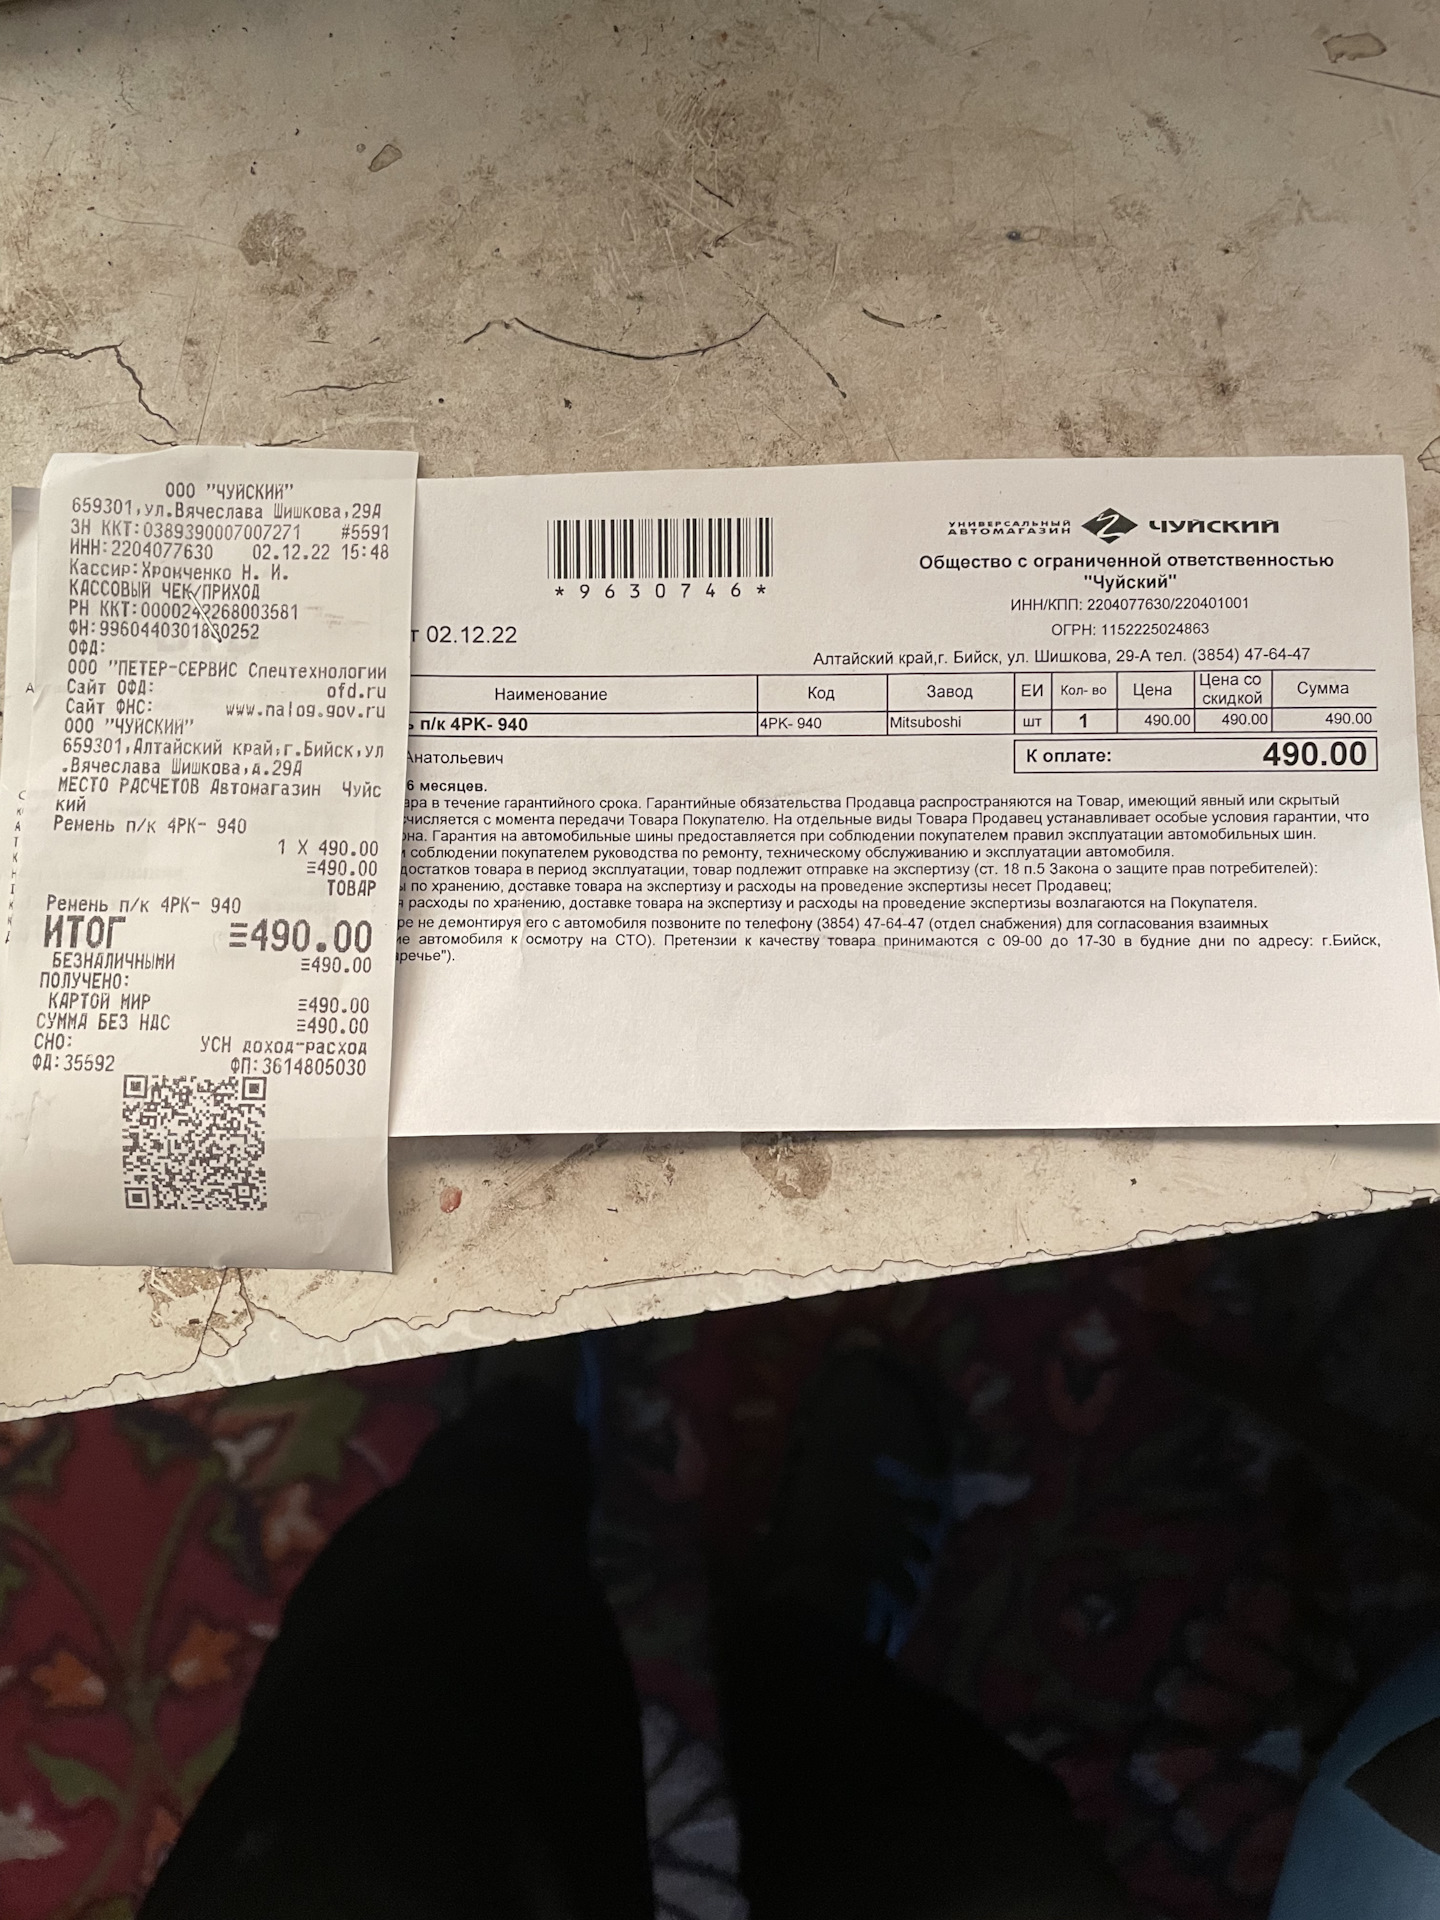 ООО "ЧУЙСКИЙ"
659301,ул.Вячеслава Шишкова,29А
ЗН ККТ:0389390007007271 #5591
ИНН:2204077630 02.12.22 15:48
Кассир:Хромченко Н. И.
КАССОВЫЙ ЧЕК/ПРИХОД
РН ККТ:0000242268003581
ФН:9960440301830252
ОФД:
ООО "ПЕТЕР-СЕРВИС Спецтехнологии
Сайт ОФД: ofd.ru
Сайт ФНС: www.nalog.gov.ru
ООО "ЧУЙСКИЙ"
659301,Алтайский край,г.Бийск,ул
.Вячеслава Шишкова,д.29А
МЕСТО РАСЧЕТОВ Автомагазин Чуйс
кий
Ремень п/к 4РК- 940
1 X 490.00
≡490.00
ТОВАР
Ремень п/к 4РК- 940
ИТОГ ≡490.00
БЕЗНАЛИЧНЫМИ ≡490.00
ПОЛУЧЕНО:
КАРТОЙ МИР ≡490.00
СУММА БЕЗ НДС ≡490.00
СНО: УСН доход-расход
ФД:35592 ФП:3614805030
*9630746*
УНИВЕРСАЛЬНЫЙ
АВТОМАГАЗИН
ЧУЙСКИЙ
Общество с ограниченной ответственностью
"Чуйский"
ИНН/КПП: 2204077630/220401001
ОГРН: 1152225024863
т 02.12.22
Алтайский край,г. Бийск, ул. Шишкова, 29-А тел. (3854) 47-64-47
Наименование Код Завод ЕИ Кол- во Цена Цена со скидкой Сумма
ь п/к 4PK- 940 4PK- 940 Mitsuboshi шт 1 490.00 490.00 490.00
Анатольевич
К оплате: 490.00
6 месяцев.
ара в течение гарантийного срока. Гарантийные обязательства Продавца распространяются на Товар, имеющий явный или скрытый
счисляется с момента передачи Товара Покупателю. На отдельные виды Товара Продавец устанавливает особые условия гарантии, что
она. Гарантия на автомобильные шины предоставляется при соблюдении покупателем правил эксплуатации автомобильных шин.
и соблюдении покупателем руководства по ремонту, техническому обслуживанию и эксплуатации автомобиля.
достатков товара в период эксплуатации, товар подлежит отправке на экспертизу (ст. 18 п.5 Закона о защите прав потребителей):
ы по хранению, доставке товара на экспертизу и расходы на проведение экспертизы несет Продавец;
я расходы по хранению, доставке товара на экспертизу и расходы на проведение экспертизы возлагаются на Покупателя.
ре не демонтируя его с автомобиля позвоните по телефону (3854) 47-64-47 (отдел снабжения) для согласования взаимных
ие автомобиля к осмотру на СТО). Претензии к качеству товара принимаются с 09-00 до 17-30 в будние дни по адресу: г.Бийск,
аречье").